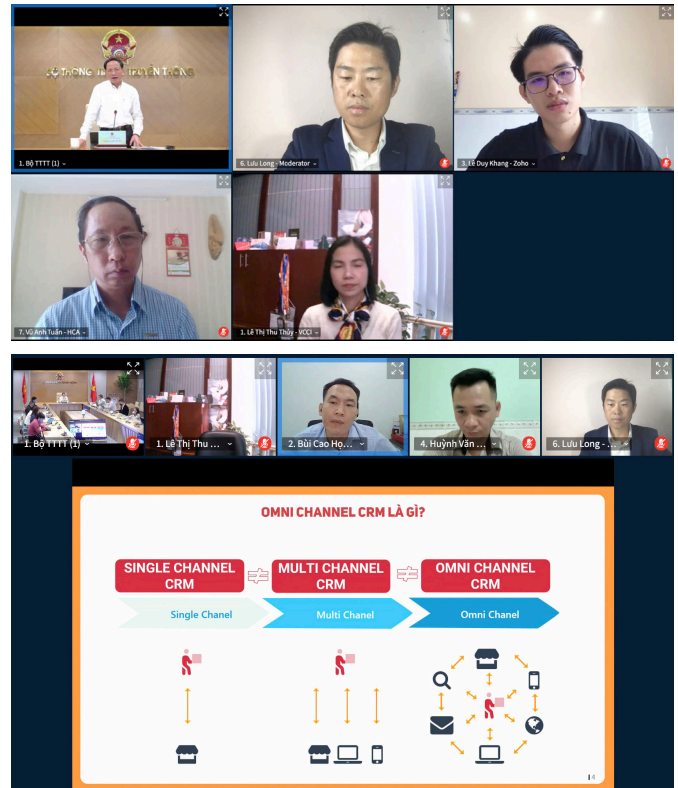 BỘ THÔNG TIN VÀ TRUYỀN THÔNG
1. Bộ TTTT (1)
6. Lưu Long - Moderator
3. Lê Duy Khang - Zoho
7. Vũ Anh Tuấn - HCA
1. Lê Thị Thu Thủy - VCCI
1. Bộ TTTT (1)
1. Lê Thị Thu ...
2. Bùi Cao Họ...
4. Huỳnh Văn ...
6. Lưu Long - ...
OMNI CHANNEL CRM LÀ GÌ?
SINGLE CHANNEL
CRM
MULTI CHANNEL
CRM
OMNI CHANNEL
CRM
Single Chanel
Multi Chanel
Omni Chanel
4